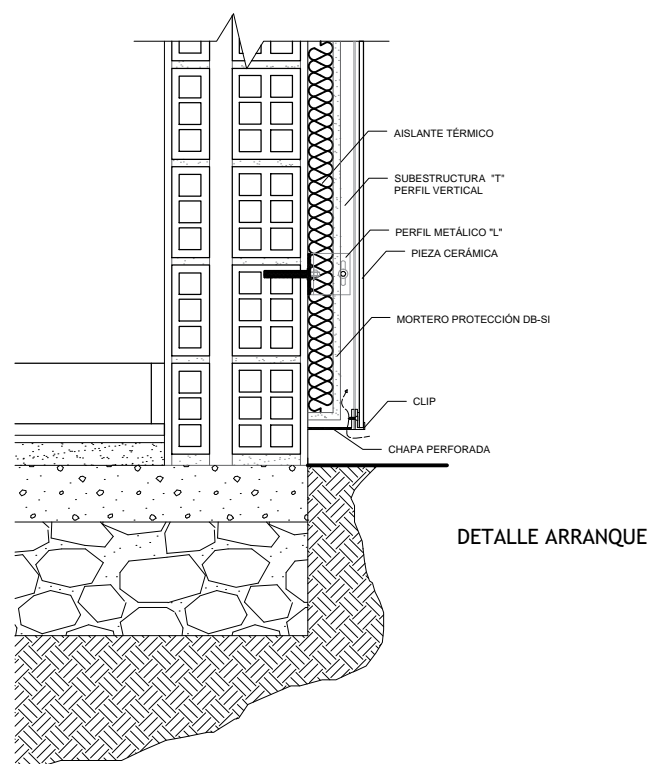 AISLANTE TÉRMICO
SUBESTRUCTURA "T"
PERFIL VERTICAL
PERFIL METÁLICO "L"
PIEZA CERÁMICA
MORTERO PROTECCIÓN DB-SI
CLIP
CHAPA PERFORADA
DETALLE ARRANQUE